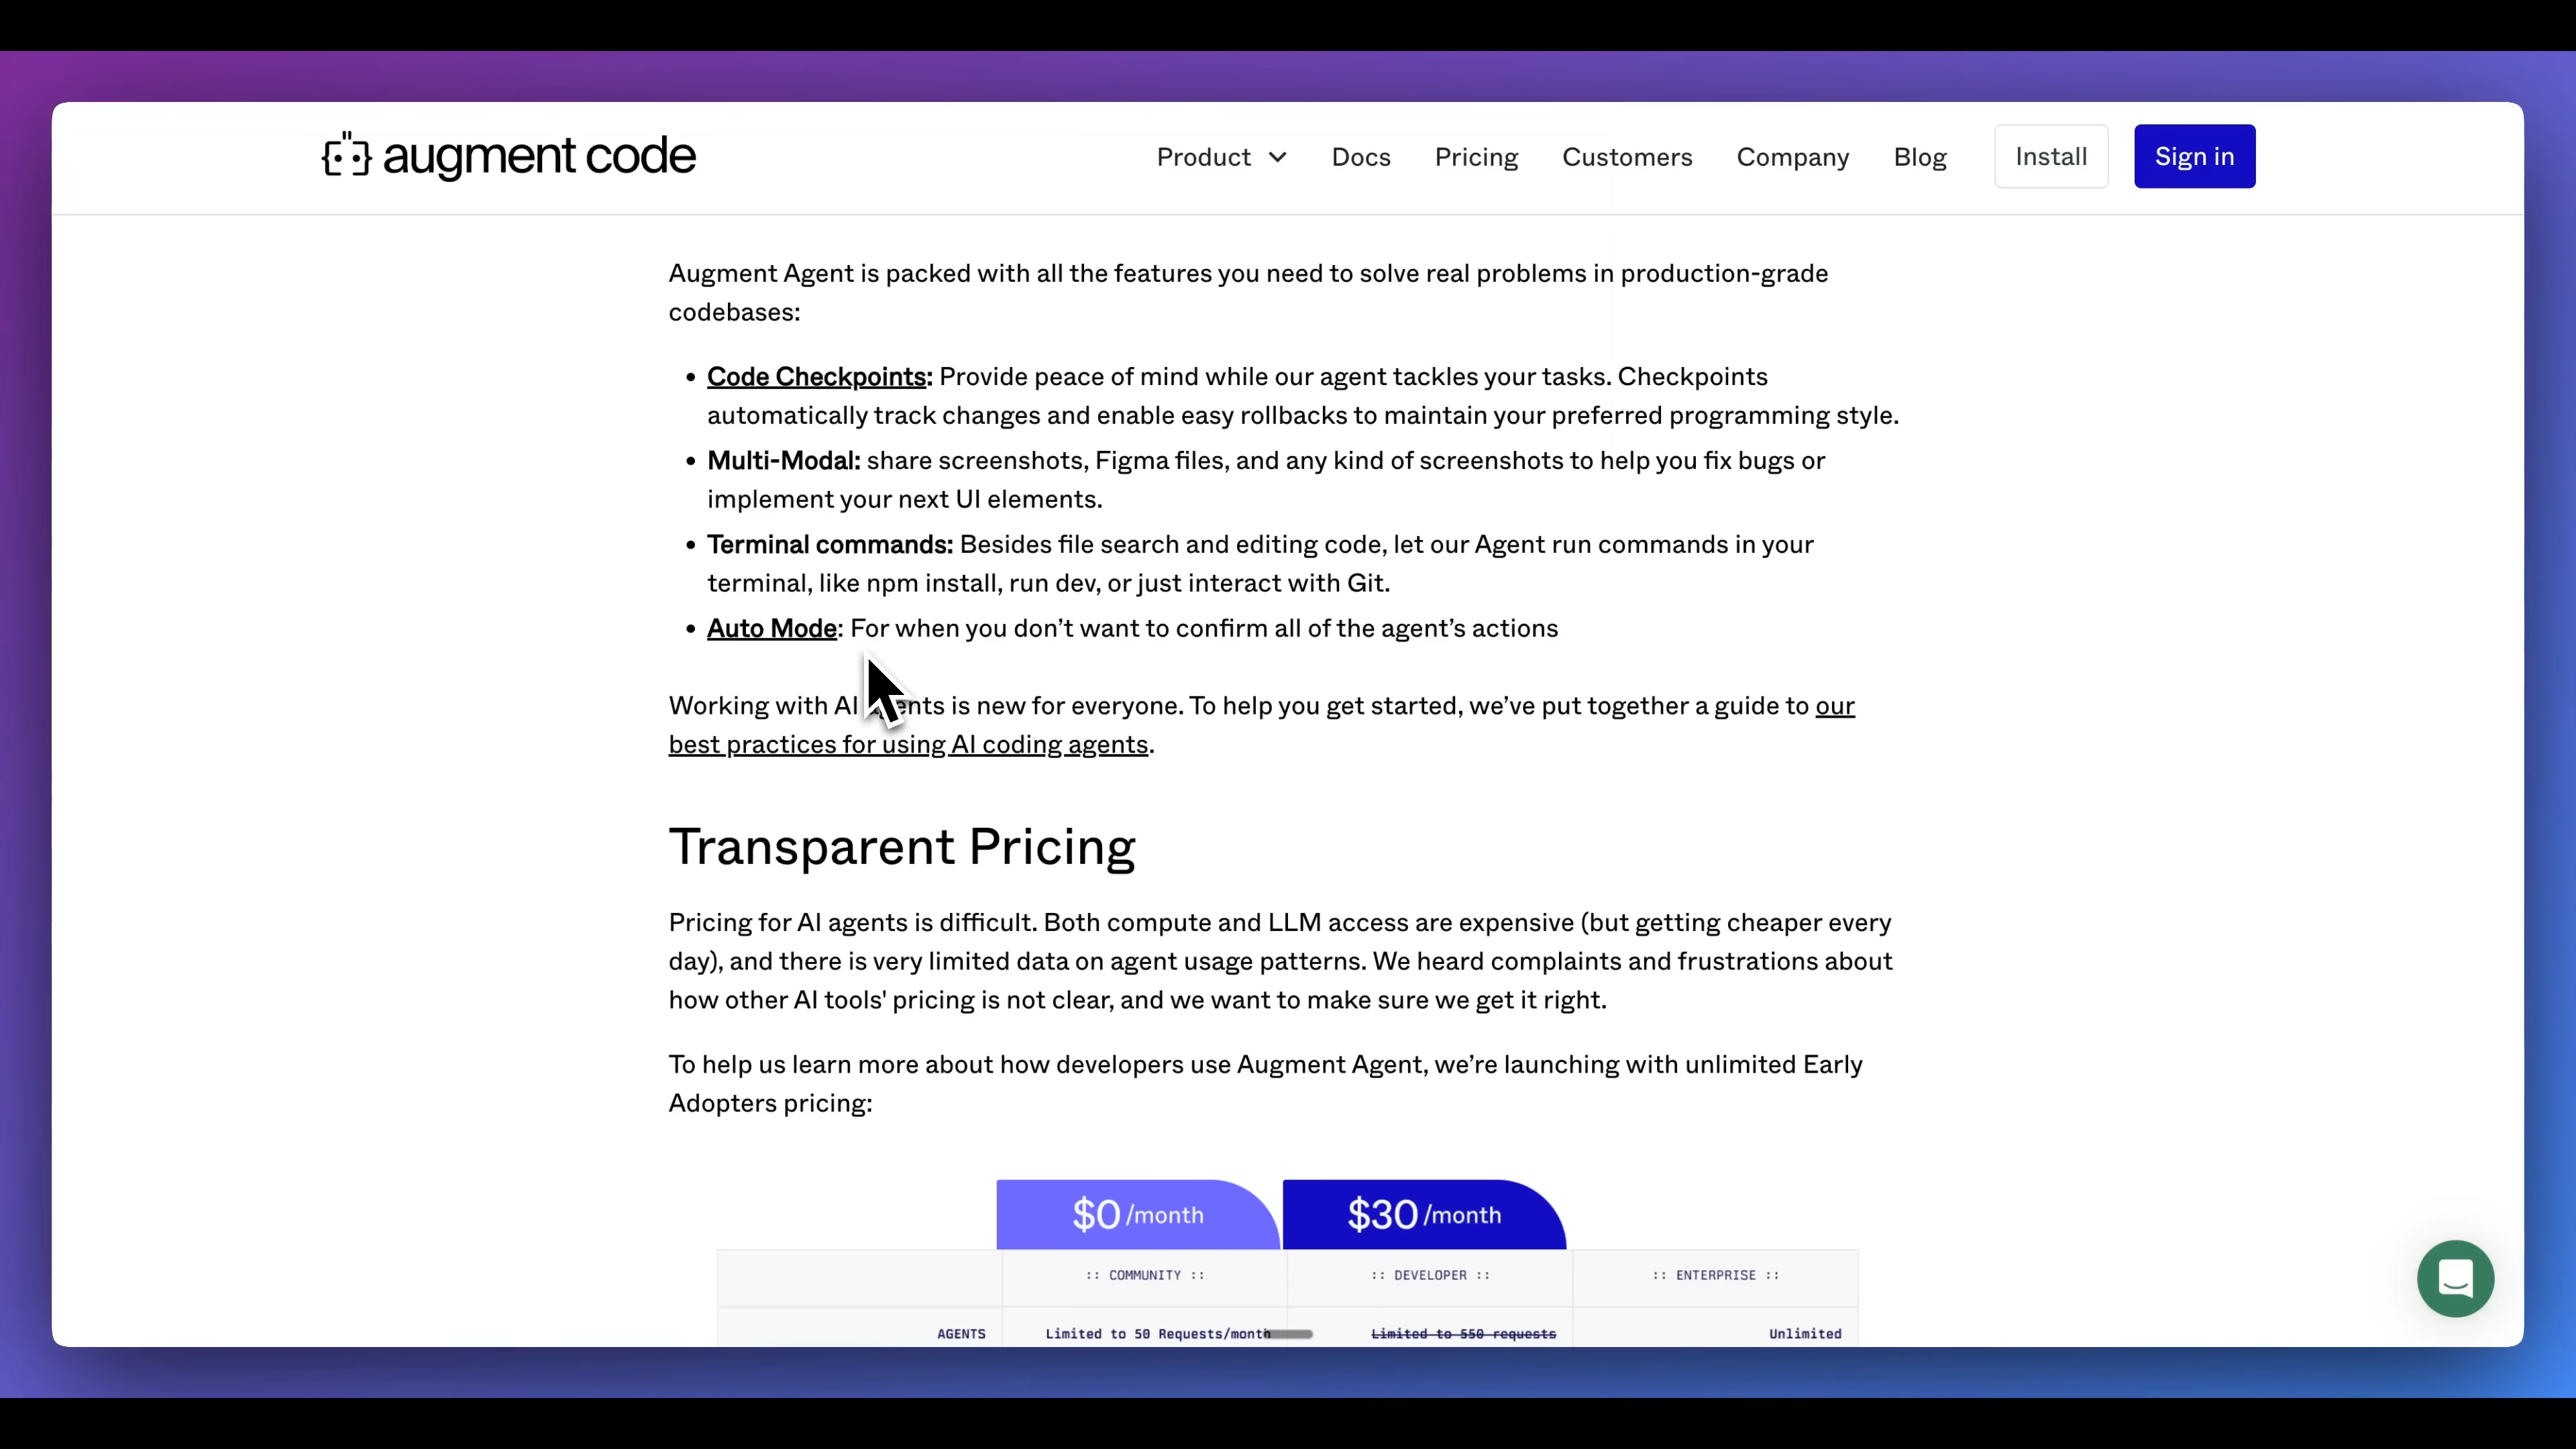 augment code
Product
Docs
Pricing
Customers
Company
Blog
Install
Sign in
Augment Agent is packed with all the features you need to solve real problems in production-grade
codebases:
• Code Checkpoints: Provide peace of mind while our agent tackles your tasks. Checkpoints
automatically track changes and enable easy rollbacks to maintain your preferred programming style.
• Multi-Modal: share screenshots, Figma files, and any kind of screenshots to help you fix bugs or
implement your next UI elements.
• Terminal commands: Besides file search and editing code, let our Agent run commands in your
terminal, like npm install, run dev, or just interact with Git.
• Auto Mode: For when you don’t want to confirm all of the agent’s actions
Working with AI agents is new for everyone. To help you get started, we’ve put together a guide to our
best practices for using AI coding agents.
Transparent Pricing
Pricing for AI agents is difficult. Both compute and LLM access are expensive (but getting cheaper every
day), and there is very limited data on agent usage patterns. We heard complaints and frustrations about
how other AI tools' pricing is not clear, and we want to make sure we get it right.
To help us learn more about how developers use Augment Agent, we’re launching with unlimited Early
Adopters pricing:
$0 /month
$30 /month
:: COMMUNITY ::
:: DEVELOPER ::
:: ENTERPRISE ::
AGENTS
Limited to 50 Requests/month
Limited to 550 requests
Unlimited